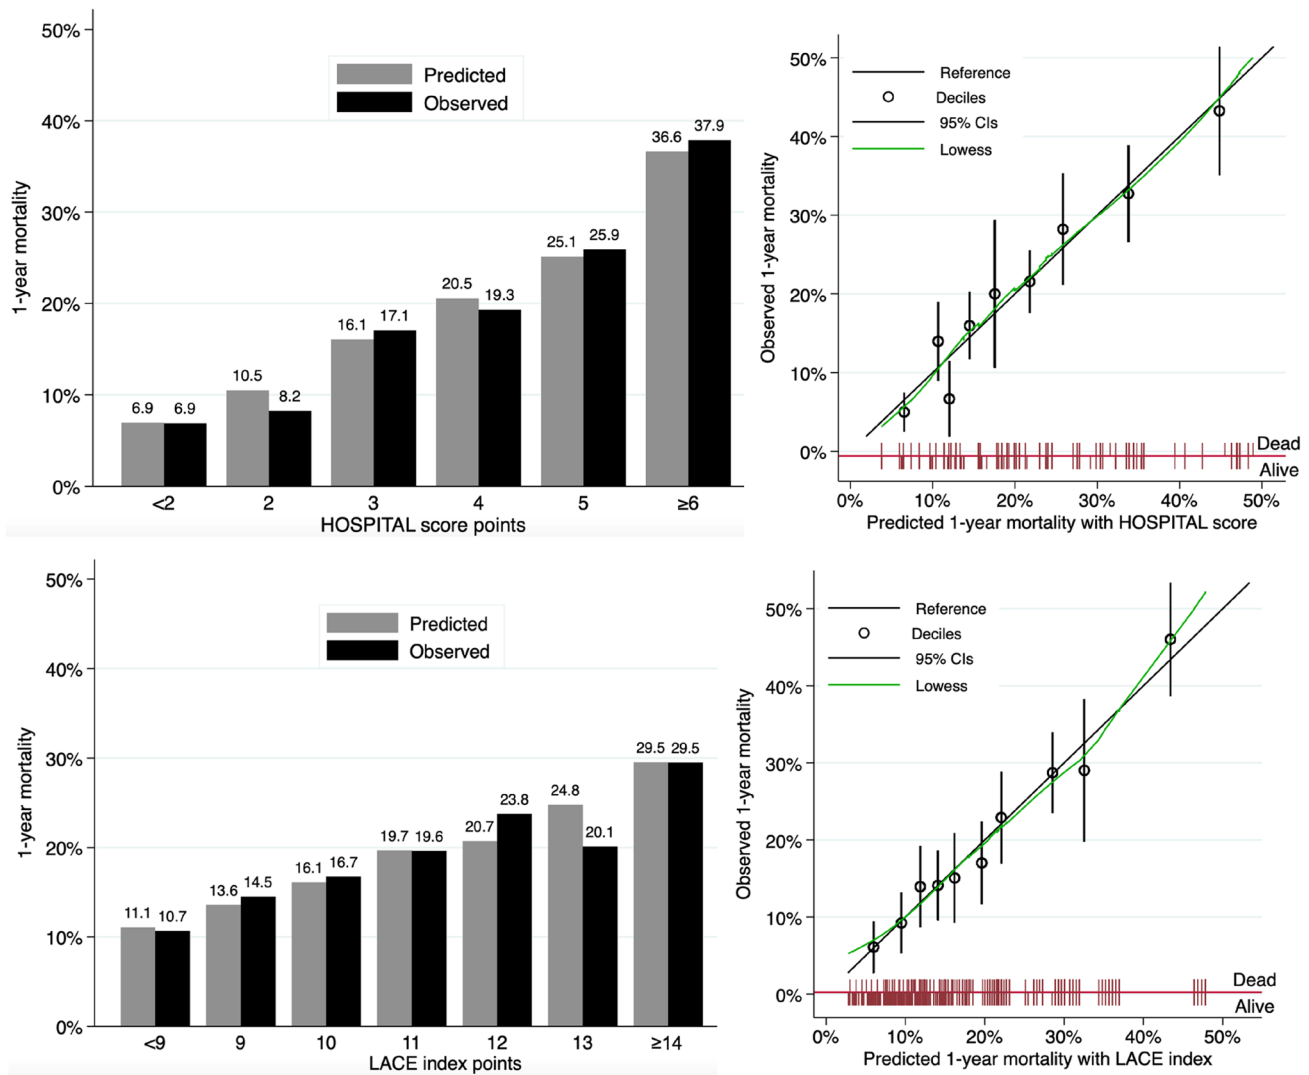 50%
40%
30%
20%
10%
0%
1-year mortality
Predicted
Observed
6.9 6.9
10.5 8.2
16.1 17.1
20.5 19.3
25.1 25.9
36.6 37.9
<2 2 3 4 5 ≥6
HOSPITAL score points
50%
40%
30%
20%
10%
0%
Observed 1-year mortality
Reference
Deciles
95% CIs
Lowess
Dead
Alive
0% 10% 20% 30% 40% 50%
Predicted 1-year mortality with HOSPITAL score
50%
40%
30%
20%
10%
0%
1-year mortality
Predicted
Observed
11.1 10.7
13.6 14.5
16.1 16.7
19.7 19.6
20.7 23.8
24.8 20.1
29.5 29.5
<9 9 10 11 12 13 ≥14
LACE index points
50%
40%
30%
20%
10%
0%
Observed 1-year mortality
Reference
Deciles
95% CIs
Lowess
Dead
Alive
0% 10% 20% 30% 40% 50%
Predicted 1-year mortality with LACE index